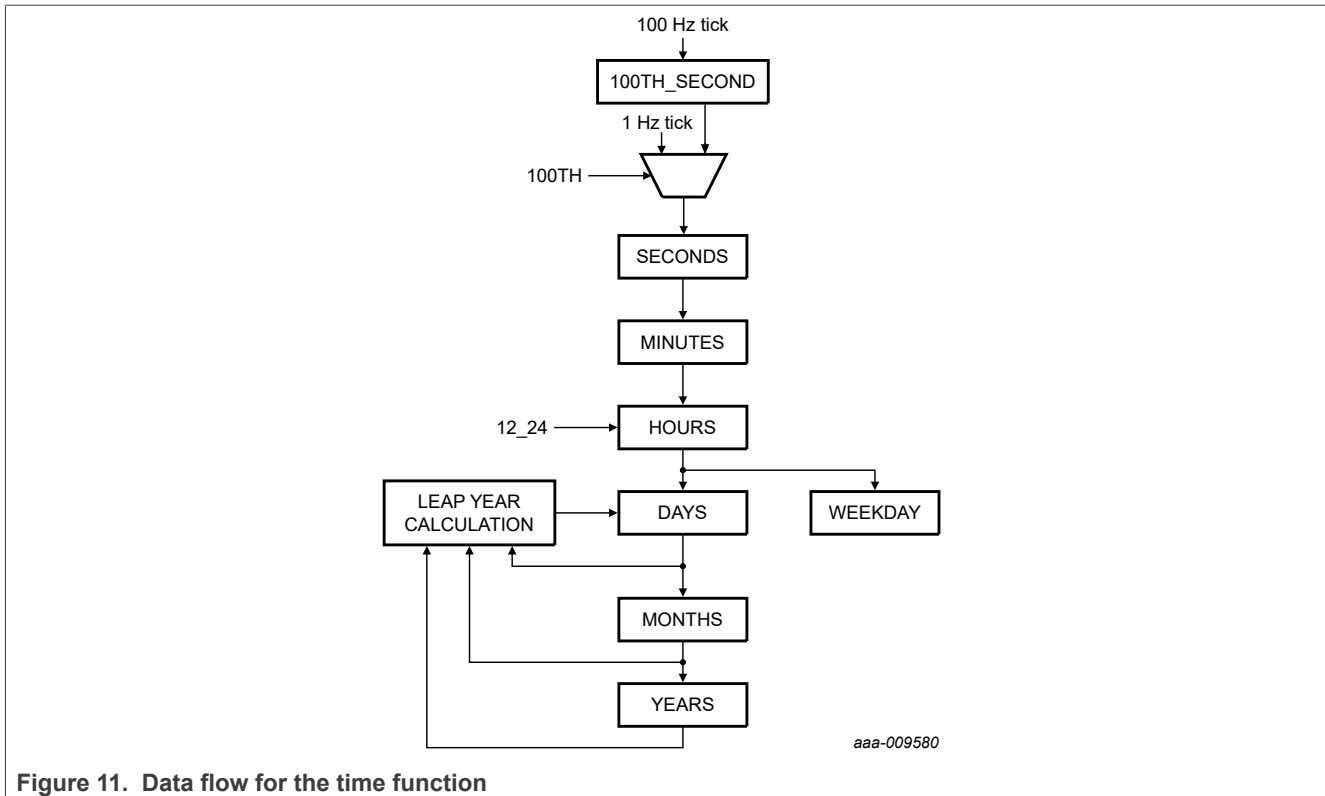 100 Hz tick
100TH_SECOND
1 Hz tick
100TH
SECONDS
MINUTES
12_24
HOURS
LEAP YEAR
CALCULATION
DAYS
WEEKDAY
MONTHS
YEARS
aaa-009580
Figure 11. Data flow for the time function